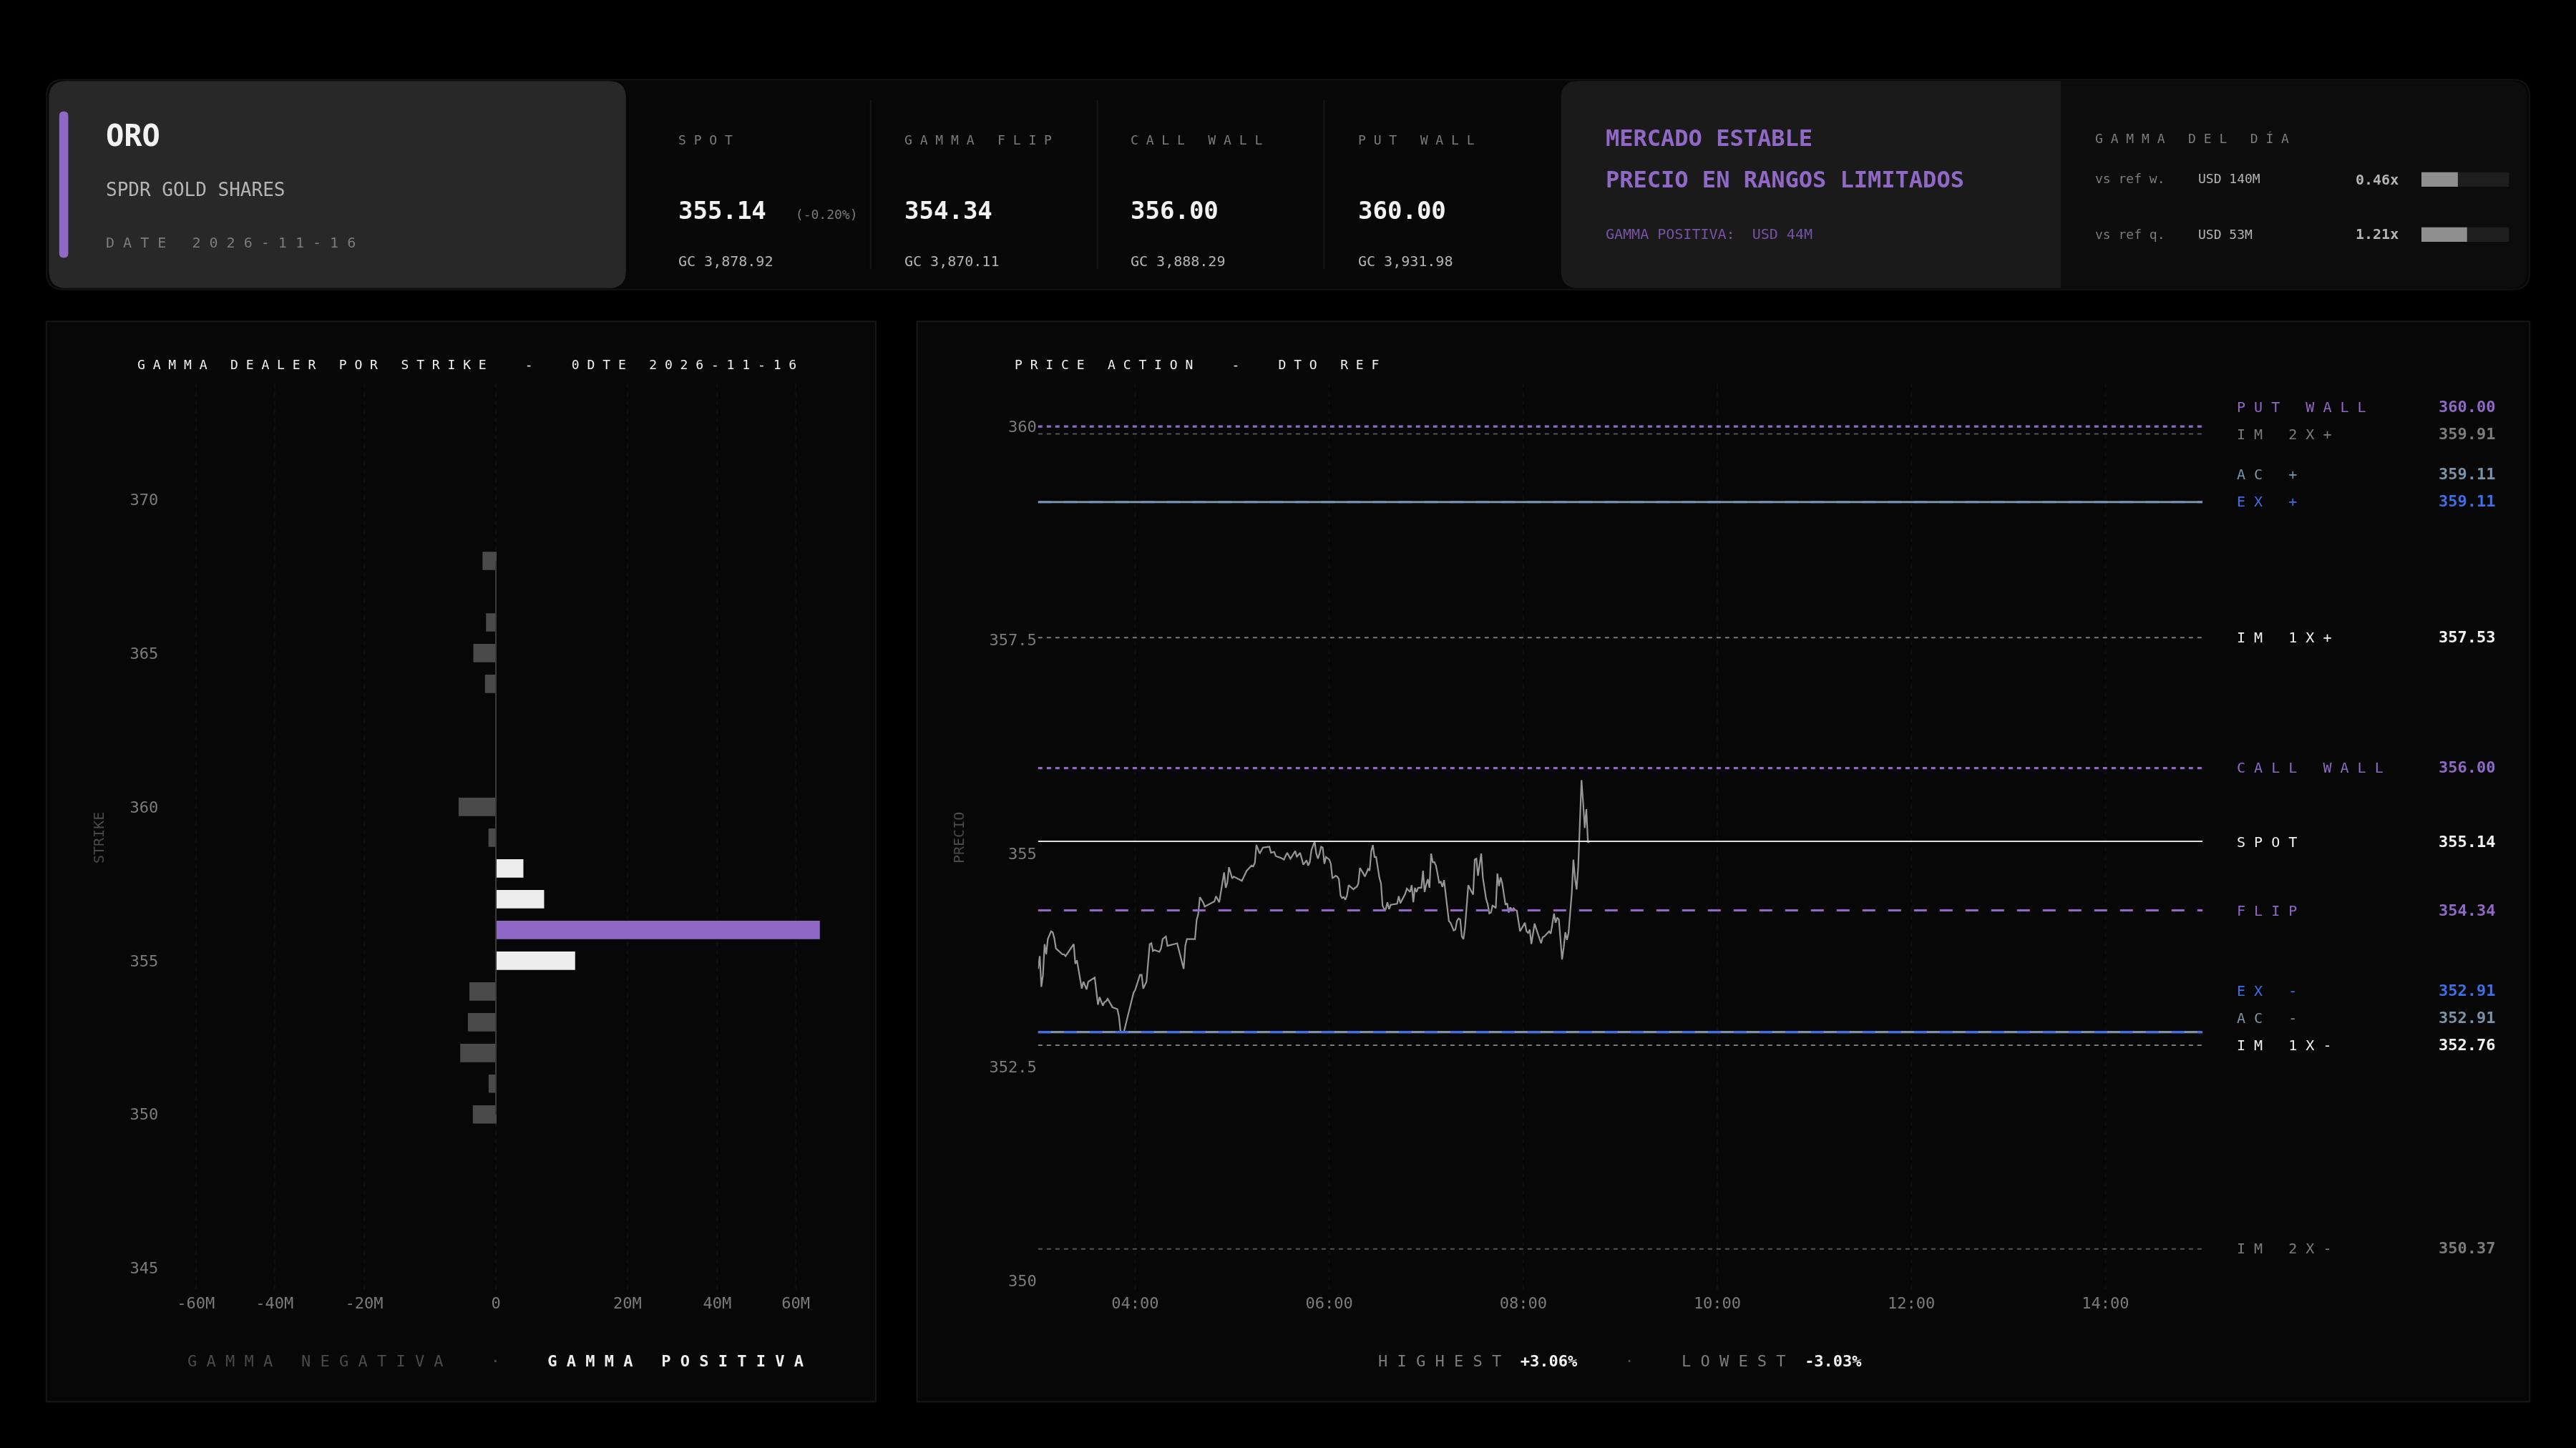 ORO
SPDR GOLD SHARES
DATE 2026-11-16
SPOT
355.14 (-0.20%)
GC 3,878.92
GAMMA FLIP
354.34
GC 3,870.11
CALL WALL
356.00
GC 3,888.29
PUT WALL
360.00
GC 3,931.98
MERCADO ESTABLE
PRECIO EN RANGOS LIMITADOS
GAMMA POSITIVA: USD 44M
GAMMA DEL DÍA
vs ref w. USD 140M 0.46x
vs ref q. USD 53M 1.21x
GAMMA DEALER POR STRIKE - 0DTE 2026-11-16
STRIKE
370
365
360
355
350
345
-60M -40M -20M 0 20M 40M 60M
GAMMA NEGATIVA · GAMMA POSITIVA
PRICE ACTION - DTO REF
PRECIO
360
357.5
355
352.5
350
04:00 06:00 08:00 10:00 12:00 14:00
PUT WALL 360.00
IM 2X+ 359.91
AC + 359.11
EX + 359.11
IM 1X+ 357.53
CALL WALL 356.00
SPOT 355.14
FLIP 354.34
EX - 352.91
AC - 352.91
IM 1X- 352.76
IM 2X- 350.37
HIGHEST +3.06% · LOWEST -3.03%